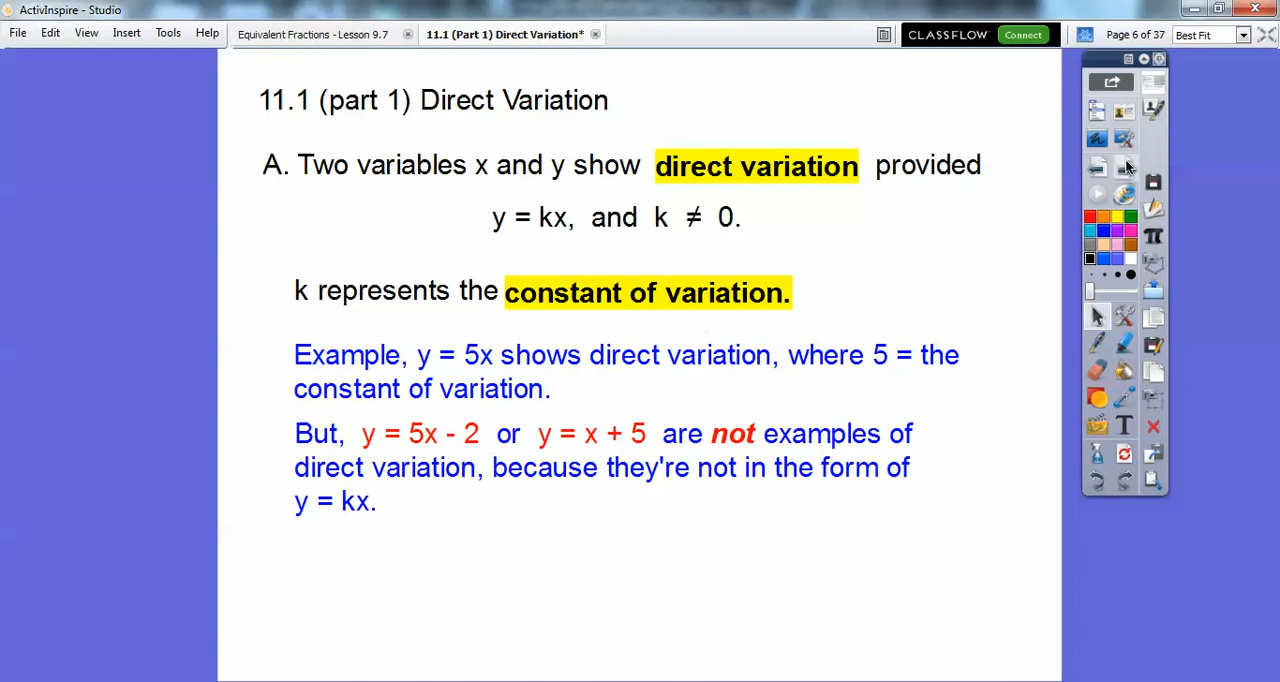 ActivInspire - Studio
File Edit View Insert Tools Help
Equivalent Fractions - Lesson 9.7
11.1 (Part 1) Direct Variation*
CLASSFLOW Connect
Page 6 of 37
Best Fit
11.1 (part 1) Direct Variation
A. Two variables x and y show direct variation provided
y = kx, and k ≠ 0.
k represents the constant of variation.
Example, y = 5x shows direct variation, where 5 = the
constant of variation.
But, y = 5x - 2 or y = x + 5 are not examples of
direct variation, because they're not in the form of
y = kx.